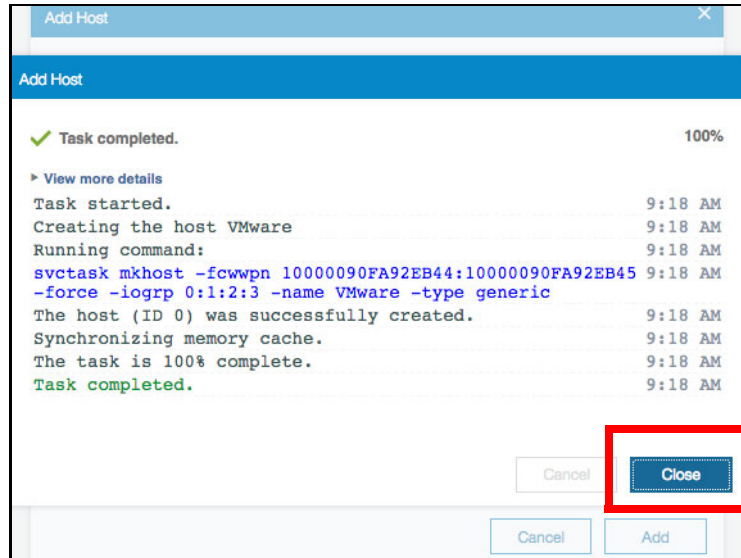 Add Host ×
Add Host
Task completed. 100%
View more details
Task started. 9:18 AM
Creating the host VMware 9:18 AM
Running command: 9:18 AM
svctask mkhost -fcwwpn 10000090FA92EB44:10000090FA92EB45 9:18 AM
-force -iogrp 0:1:2:3 -name VMware -type generic
The host (ID 0) was successfully created. 9:18 AM
Synchronizing memory cache. 9:18 AM
The task is 100% complete. 9:18 AM
Task completed. 9:18 AM
Cancel Close
Cancel Add